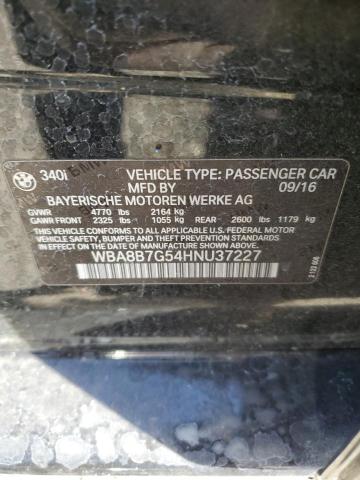 340i VEHICLE TYPE: PASSENGER CAR
MFD BY 09/16
BAYERISCHE MOTOREN WERKE AG
GVWR 4770 lbs 2164 kg
GAWR FRONT 2325 lbs 1055 kg REAR 2600 lbs 1179 kg
THIS VEHICLE CONFORMS TO ALL APPLICABLE U.S. FEDERAL MOTOR
VEHICLE SAFETY, BUMPER, AND THEFT PREVENTION STANDARDS
IN EFFECT ON THE DATE OF MANUFACTURE SHOWN ABOVE.
WBA8B7G54HNU37227